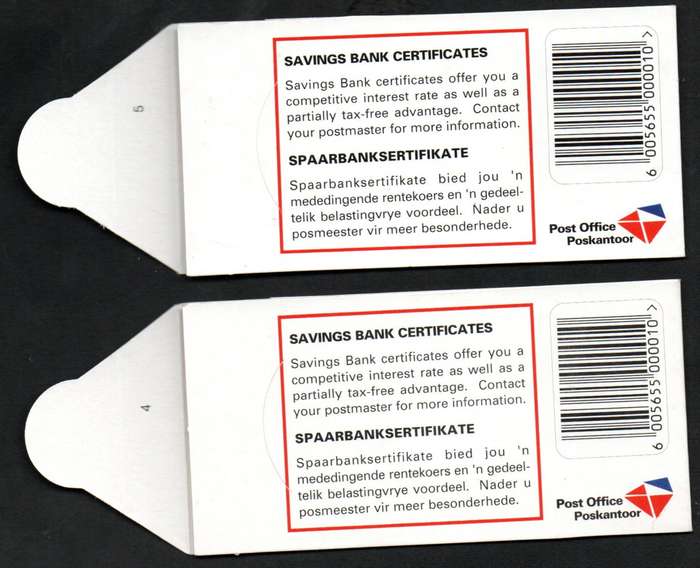 5
SAVINGS BANK CERTIFICATES
Savings Bank certificates offer you a
competitive interest rate as well as a
partially tax-free advantage. Contact
your postmaster for more information.
SPAARBANKSERTIFIKATE
Spaarbanksertifikate bied jou 'n
mededingende rentekoers en 'n gedeel-
telik belastingvrye voordeel. Nader u
posmeester vir meer besonderhede.
6 005655 000010 >
Post Office
Poskantoor
4
SAVINGS BANK CERTIFICATES
Savings Bank certificates offer you a
competitive interest rate as well as a
partially tax-free advantage. Contact
your postmaster for more information.
SPAARBANKSERTIFIKATE
Spaarbanksertifikate bied jou 'n
mededingende rentekoers en 'n gedeel-
telik belastingvrye voordeel. Nader u
posmeester vir meer besonderhede.
6 005655 000010 >
Post Office
Poskantoor